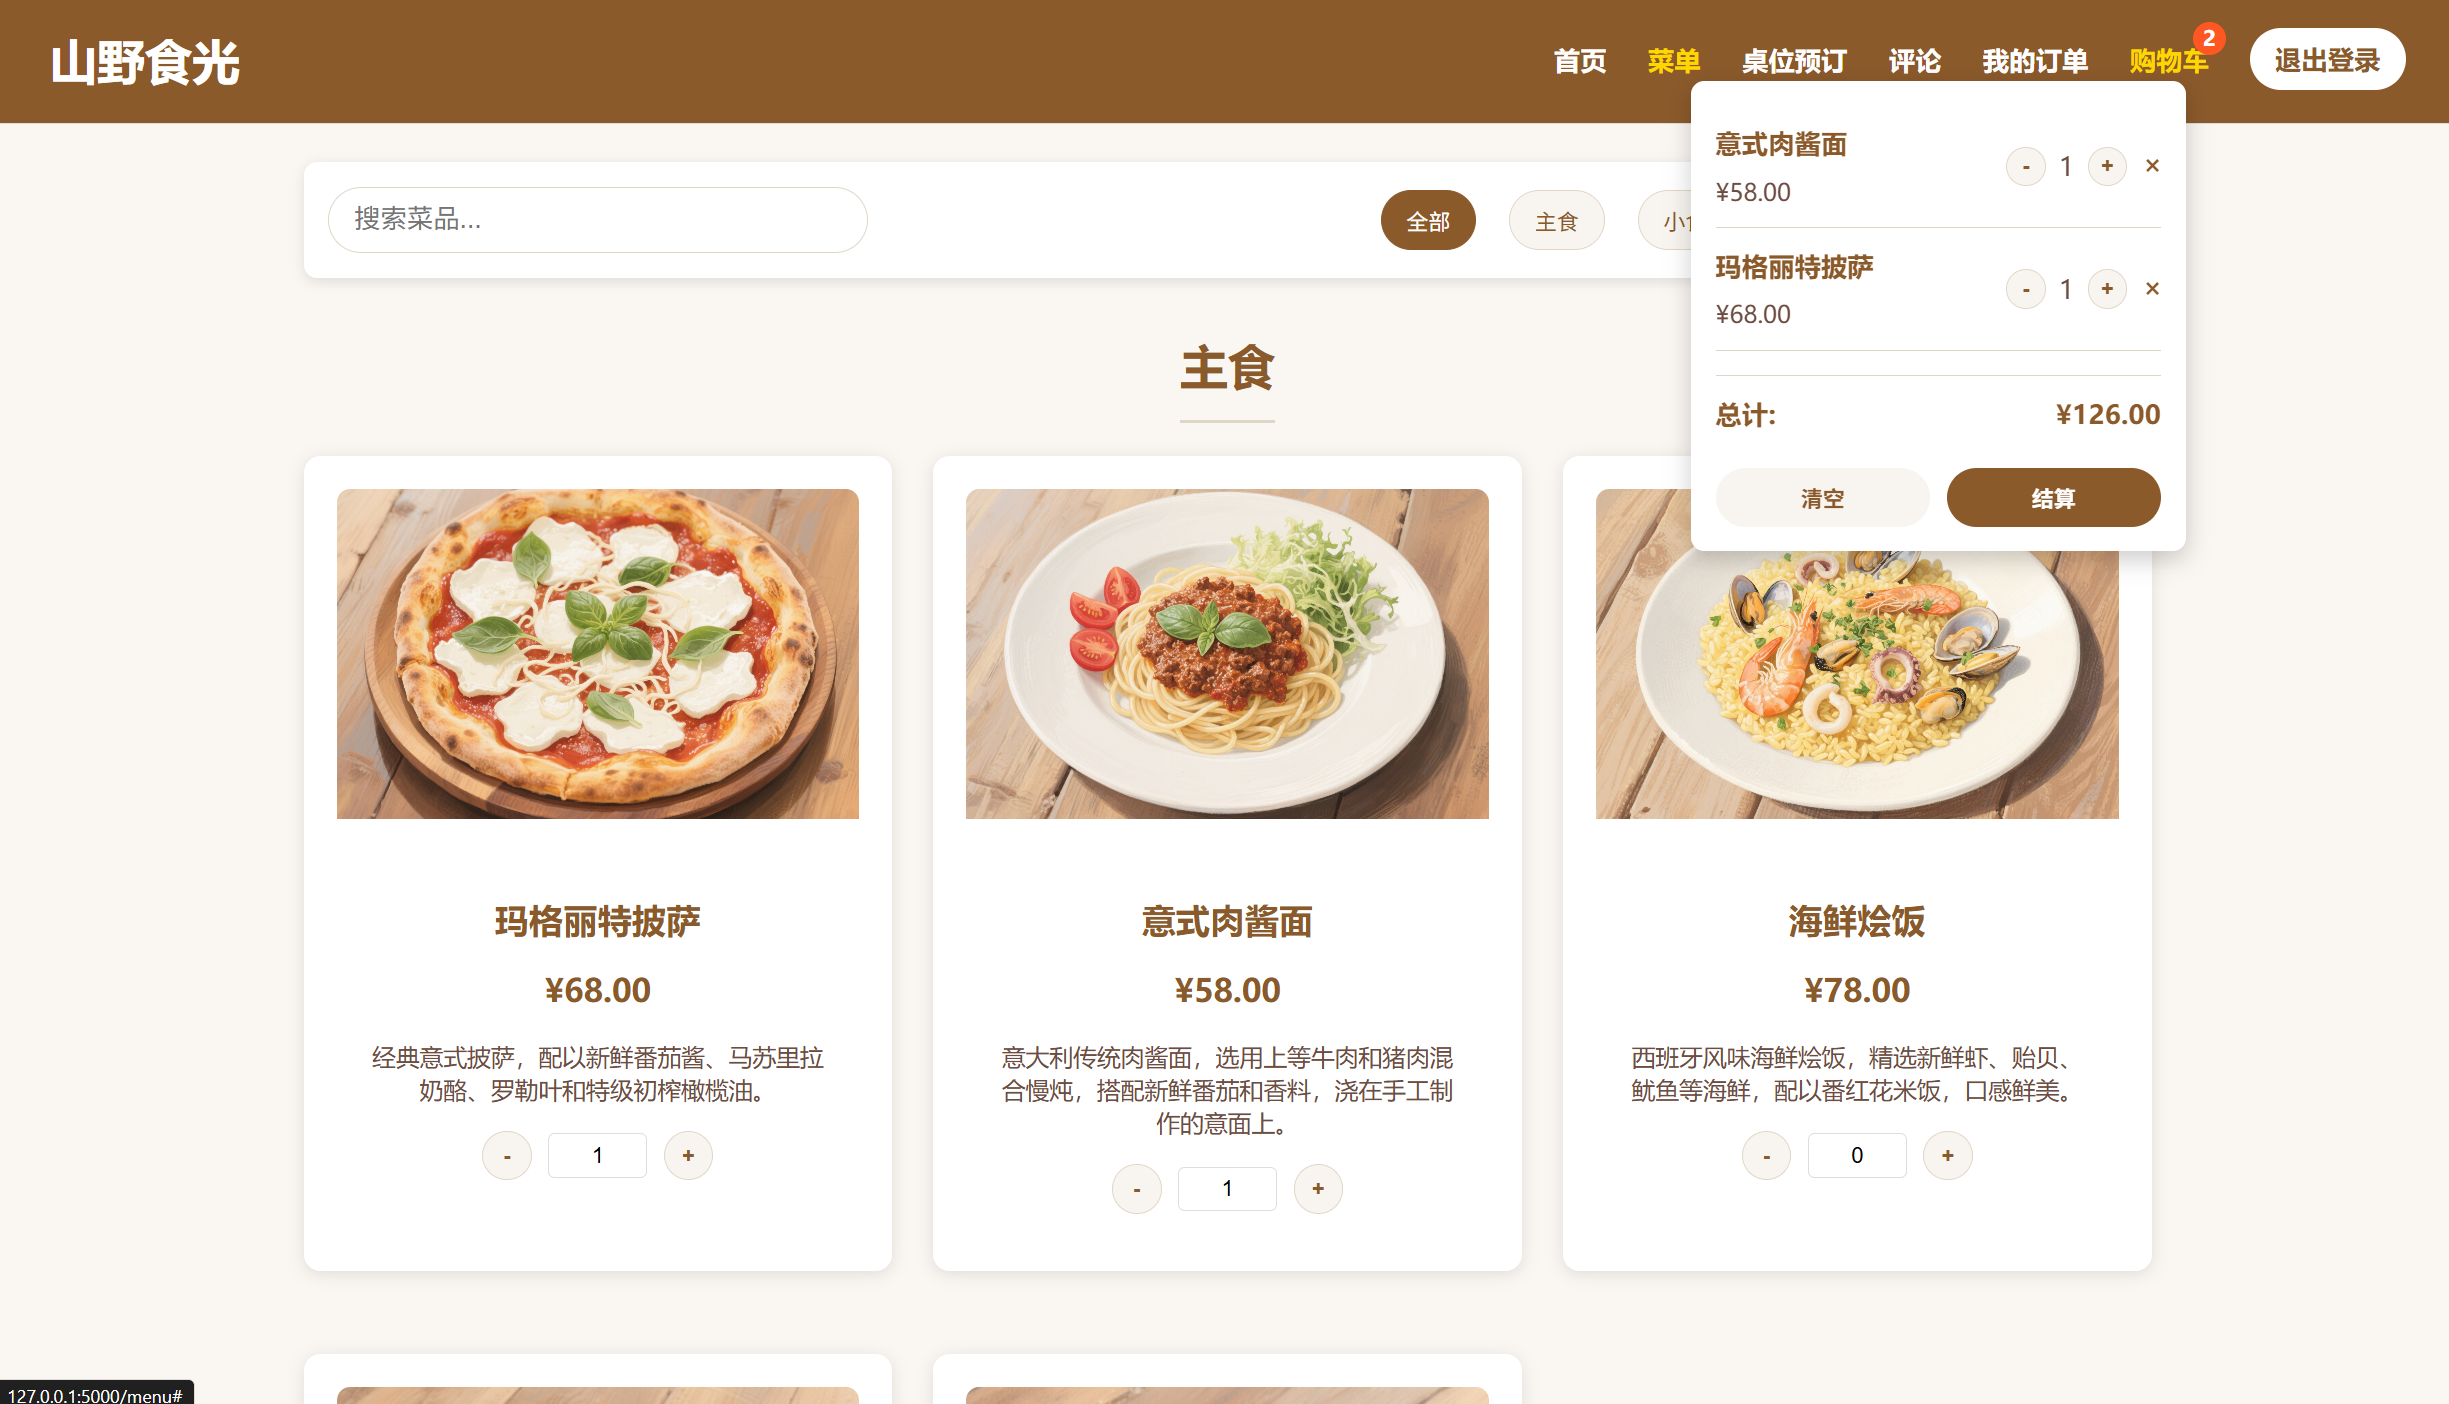 山野食光
首页 菜单 桌位预订 评论 我的订单 购物车 2 退出登录
搜索菜品...
全部 主食 小
意式肉酱面
¥58.00
- 1 + ×
玛格丽特披萨
¥68.00
- 1 + ×
总计: ¥126.00
清空 结算
主食
玛格丽特披萨
¥68.00
经典意式披萨，配以新鲜番茄酱、马苏里拉
奶酪、罗勒叶和特级初榨橄榄油。
- 1 +
意式肉酱面
¥58.00
意大利传统肉酱面，选用上等牛肉和猪肉混
合慢炖，搭配新鲜番茄和香料，浇在手工制
作的意面上。
- 1 +
海鲜烩饭
¥78.00
西班牙风味海鲜烩饭，精选新鲜虾、贻贝、
鱿鱼等海鲜，配以番红花米饭，口感鲜美。
- 0 +
127.0.0.1:5000/menu#